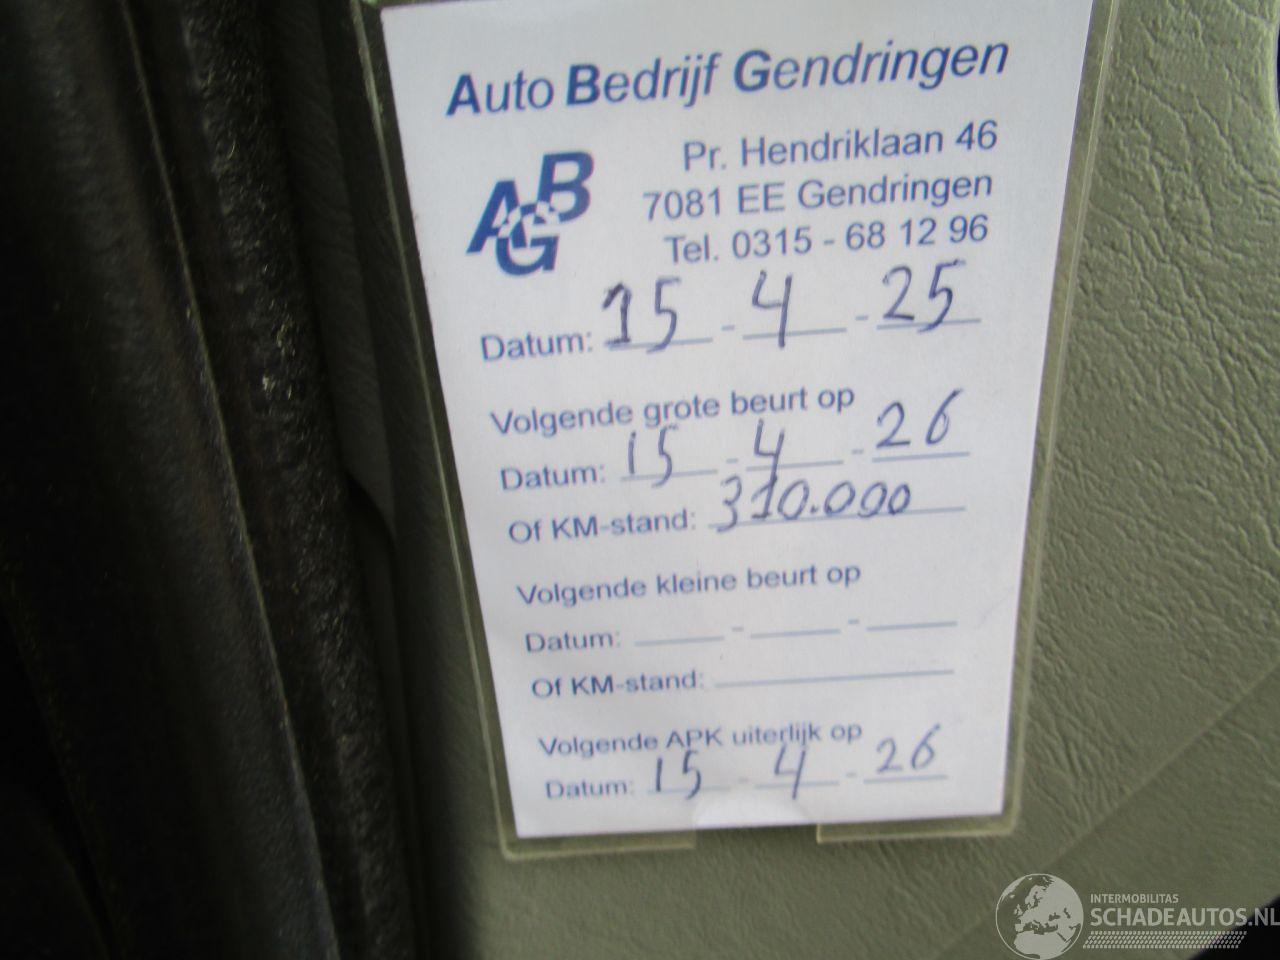 Auto Bedrijf Gendringen
ABG
Pr. Hendriklaan 46
7081 EE Gendringen
Tel. 0315 - 68 12 96
Datum: 15 - 4 - 25
Volgende grote beurt op
Datum: 15 - 4 - 26
Of KM-stand: 310.000
Volgende kleine beurt op
Datum: - -
Of KM-stand:
Volgende APK uiterlijk op
Datum: 15 - 4 - 26
INTERMOBILITAS
SCHADEAUTOS.NL